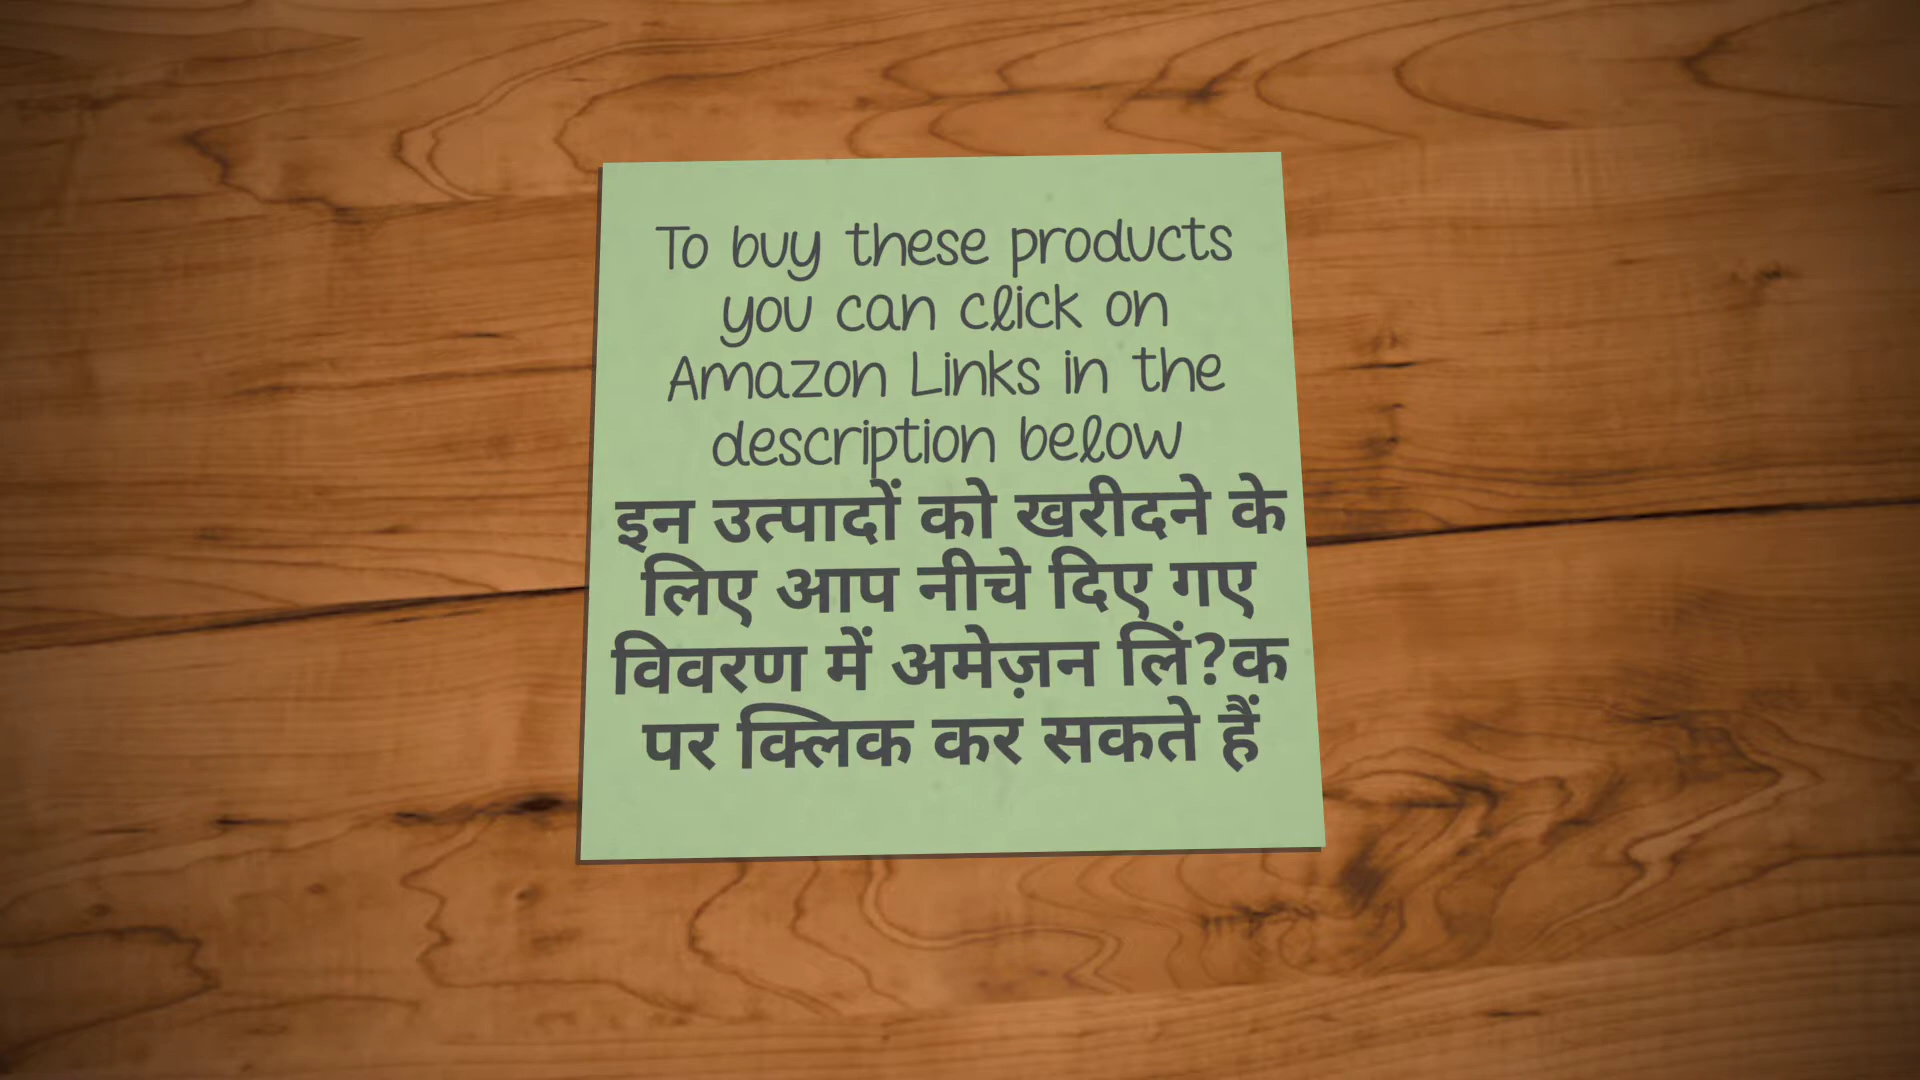 To buy these products
you can click on
Amazon Links in the
description below
इन उत्पादों को खरीदने के
लिए आप नीचे दिए गए
विवरण में अमेज़न लिं?क
पर क्लिक कर सकते हैं